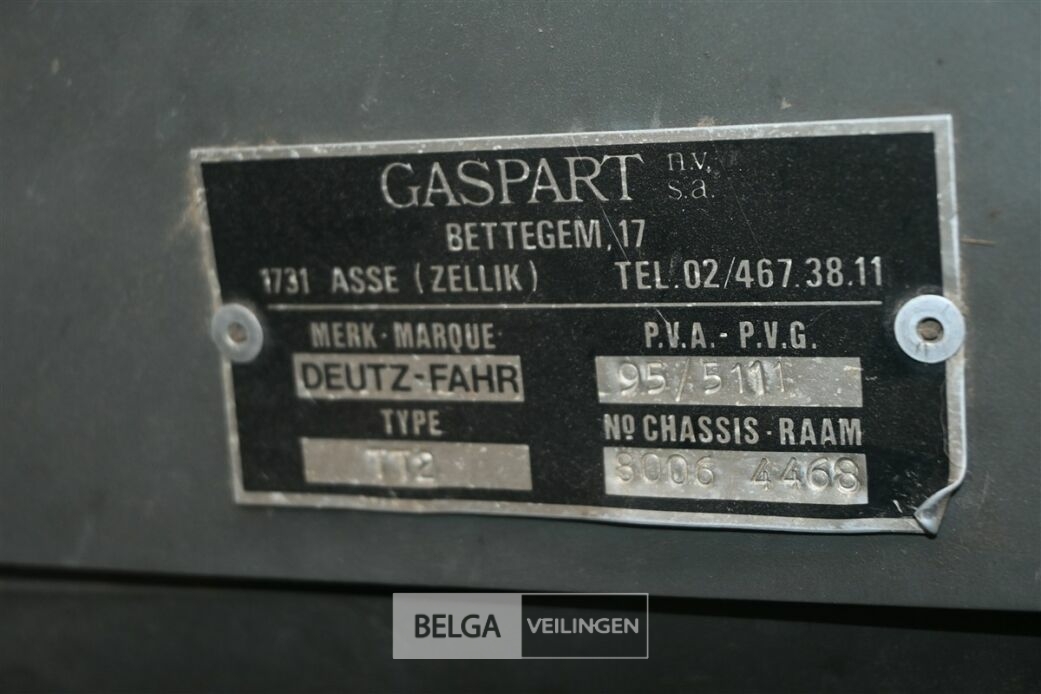 GASPART n.v. s.a.
BETTEGEM, 17
1731 ASSE (ZELLIK) TEL. 02/467.38.11
MERK - MARQUE P.V.A. - P.V.G.
DEUTZ-FAHR 95/5111
TYPE Nº CHASSIS - RAAM
TT2 8006 4468
BELGA VEILINGEN